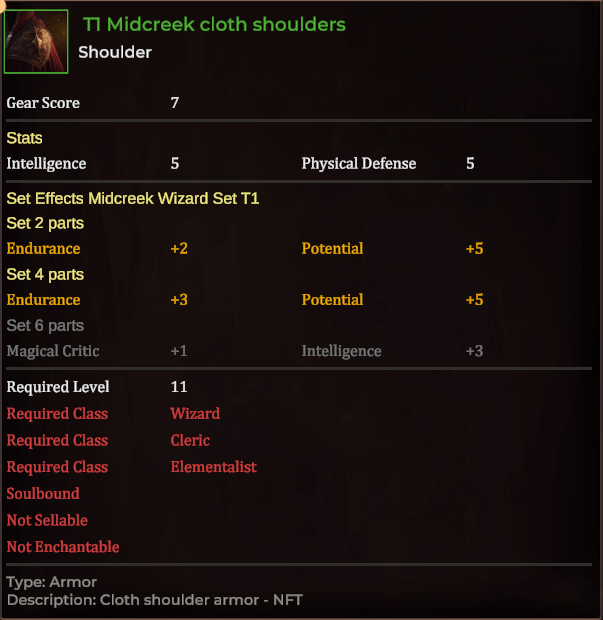 T1 Midcreek cloth shoulders
Shoulder
Gear Score 7
Stats
Intelligence 5 Physical Defense 5
Set Effects Midcreek Wizard Set T1
Set 2 parts
Endurance +2 Potential +5
Set 4 parts
Endurance +3 Potential +5
Set 6 parts
Magical Critic +1 Intelligence +3
Required Level 11
Required Class Wizard
Required Class Cleric
Required Class Elementalist
Soulbound
Not Sellable
Not Enchantable
Type: Armor
Description: Cloth shoulder armor - NFT